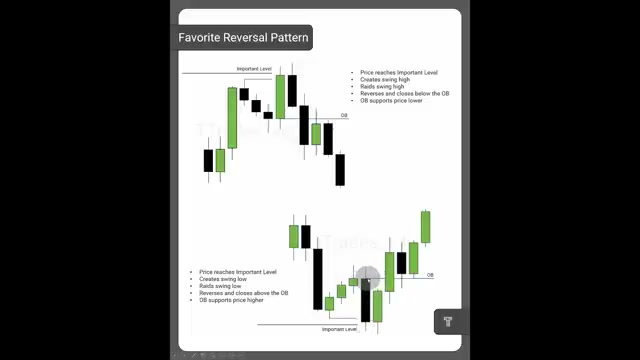 Favorite Reversal Pattern
Important Level
• Price reaches Important Level
• Creates swing high
• Raids swing high
• Reverses and closes below the OB
• OB supports price lower
OB
• Price reaches Important Level
• Creates swing low
• Raids swing low
• Reverses and closes above the OB
• OB supports price higher
OB
Important Level
T